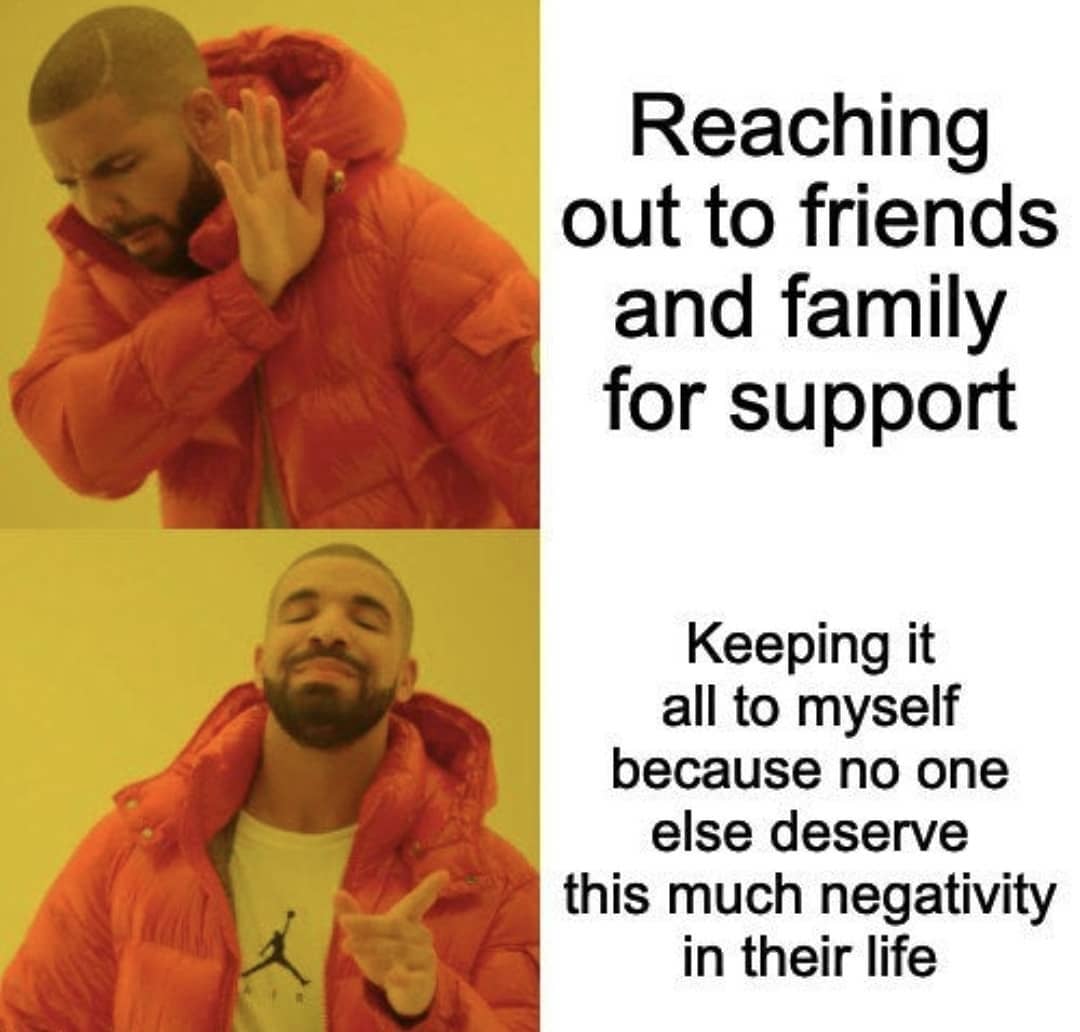 Reaching
out to friends
and family
for support
Keeping it
all to myself
because no one
else deserve
this much negativity
in their life
AIR